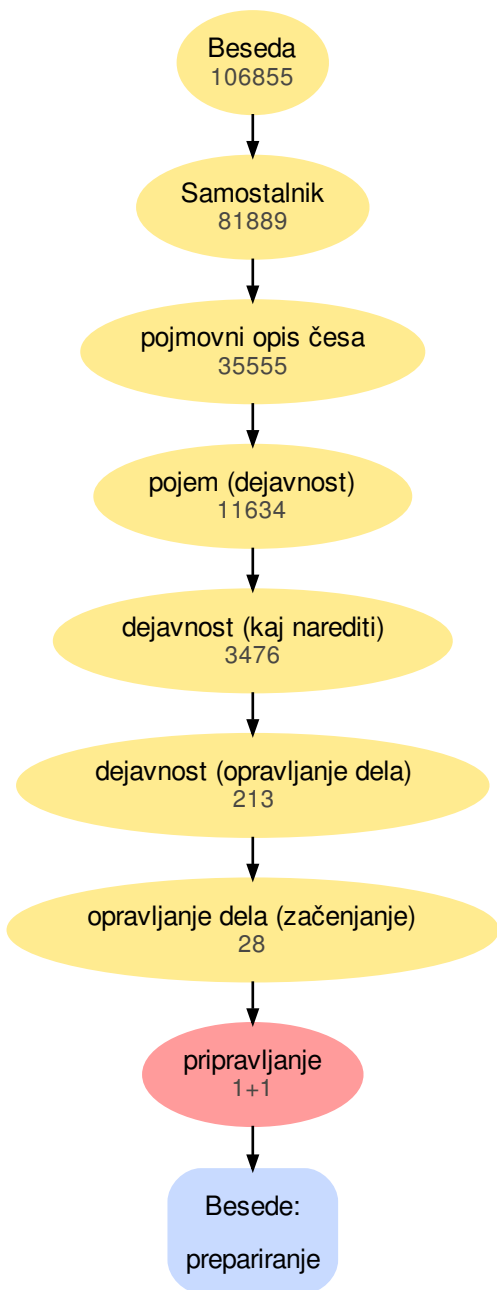 Beseda
106855
Samostalnik
81889
pojmovni opis česa
35555
pojem (dejavnost)
11634
dejavnost (kaj narediti)
3476
dejavnost (opravljanje dela)
213
opravljanje dela (začenjanje)
28
pripravljanje
1+1
Besede:
prepariranje